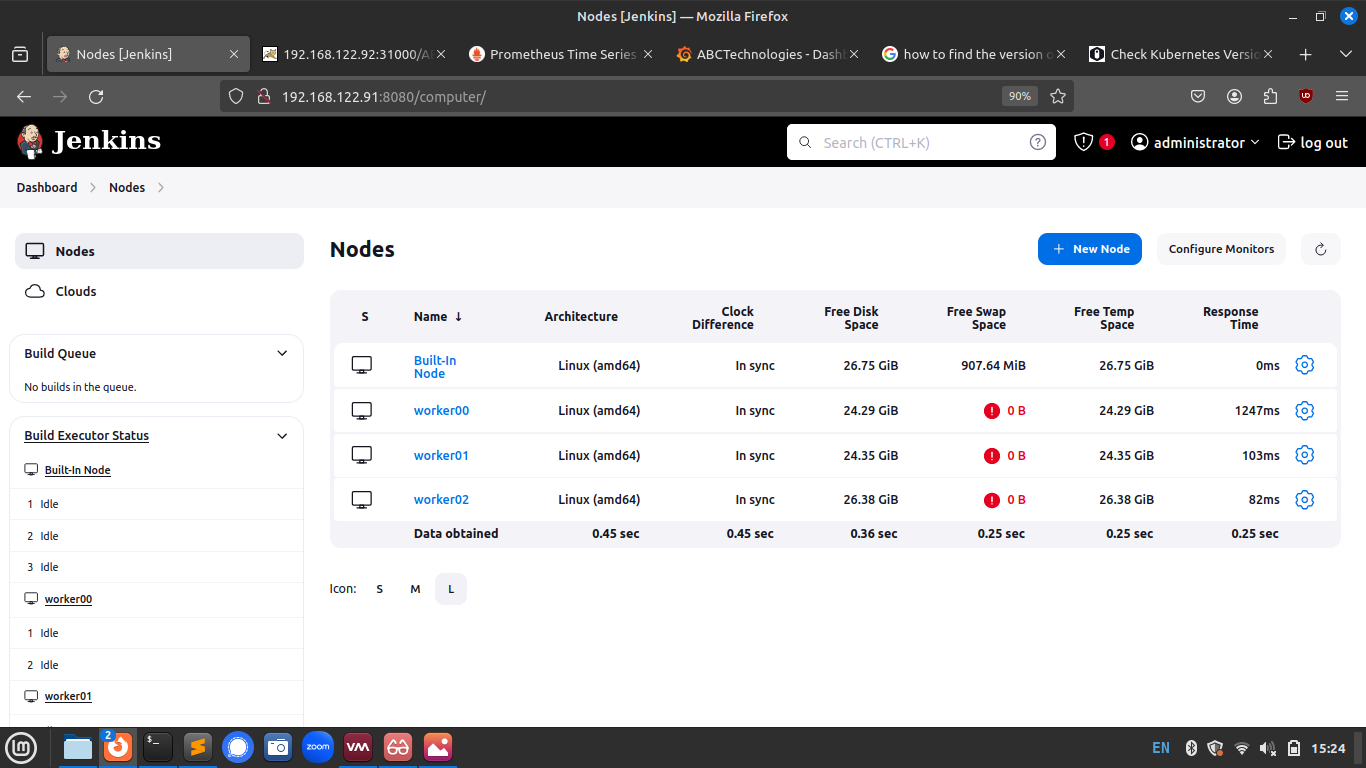 Nodes [Jenkins] — Mozilla Firefox
Nodes [Jenkins]
192.168.122.92:31000/A
Prometheus Time Series
ABCTechnologies - Dash
how to find the version o
Check Kubernetes Versio
192.168.122.91:8080/computer/
90%
Jenkins
Search (CTRL+K)
1
administrator
log out
Dashboard
Nodes
Nodes
Clouds
Build Queue
No builds in the queue.
Build Executor Status
Built-In Node
1 Idle
2 Idle
3 Idle
worker00
1 Idle
2 Idle
worker01
Nodes
+ New Node
Configure Monitors
S Name ↓ Architecture Clock Difference Free Disk Space Free Swap Space Free Temp Space Response Time
Built-In Node Linux (amd64) In sync 26.75 GiB 907.64 MiB 26.75 GiB 0ms
worker00 Linux (amd64) In sync 24.29 GiB 0 B 24.29 GiB 1247ms
worker01 Linux (amd64) In sync 24.35 GiB 0 B 24.35 GiB 103ms
worker02 Linux (amd64) In sync 26.38 GiB 0 B 26.38 GiB 82ms
Data obtained 0.45 sec 0.45 sec 0.36 sec 0.25 sec 0.25 sec 0.25 sec
Icon: S M L
2
zoom
EN
15:24